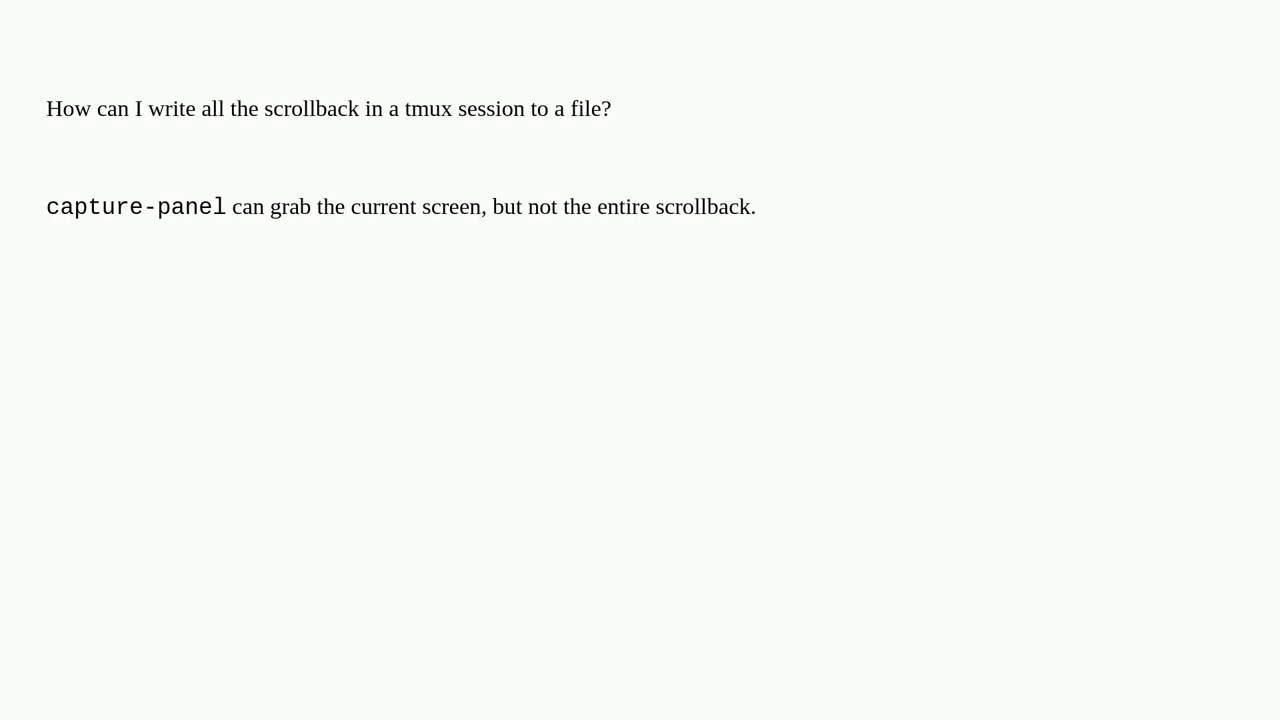 How can I write all the scrollback in a tmux session to a file?
capture-panel can grab the current screen, but not the entire scrollback.